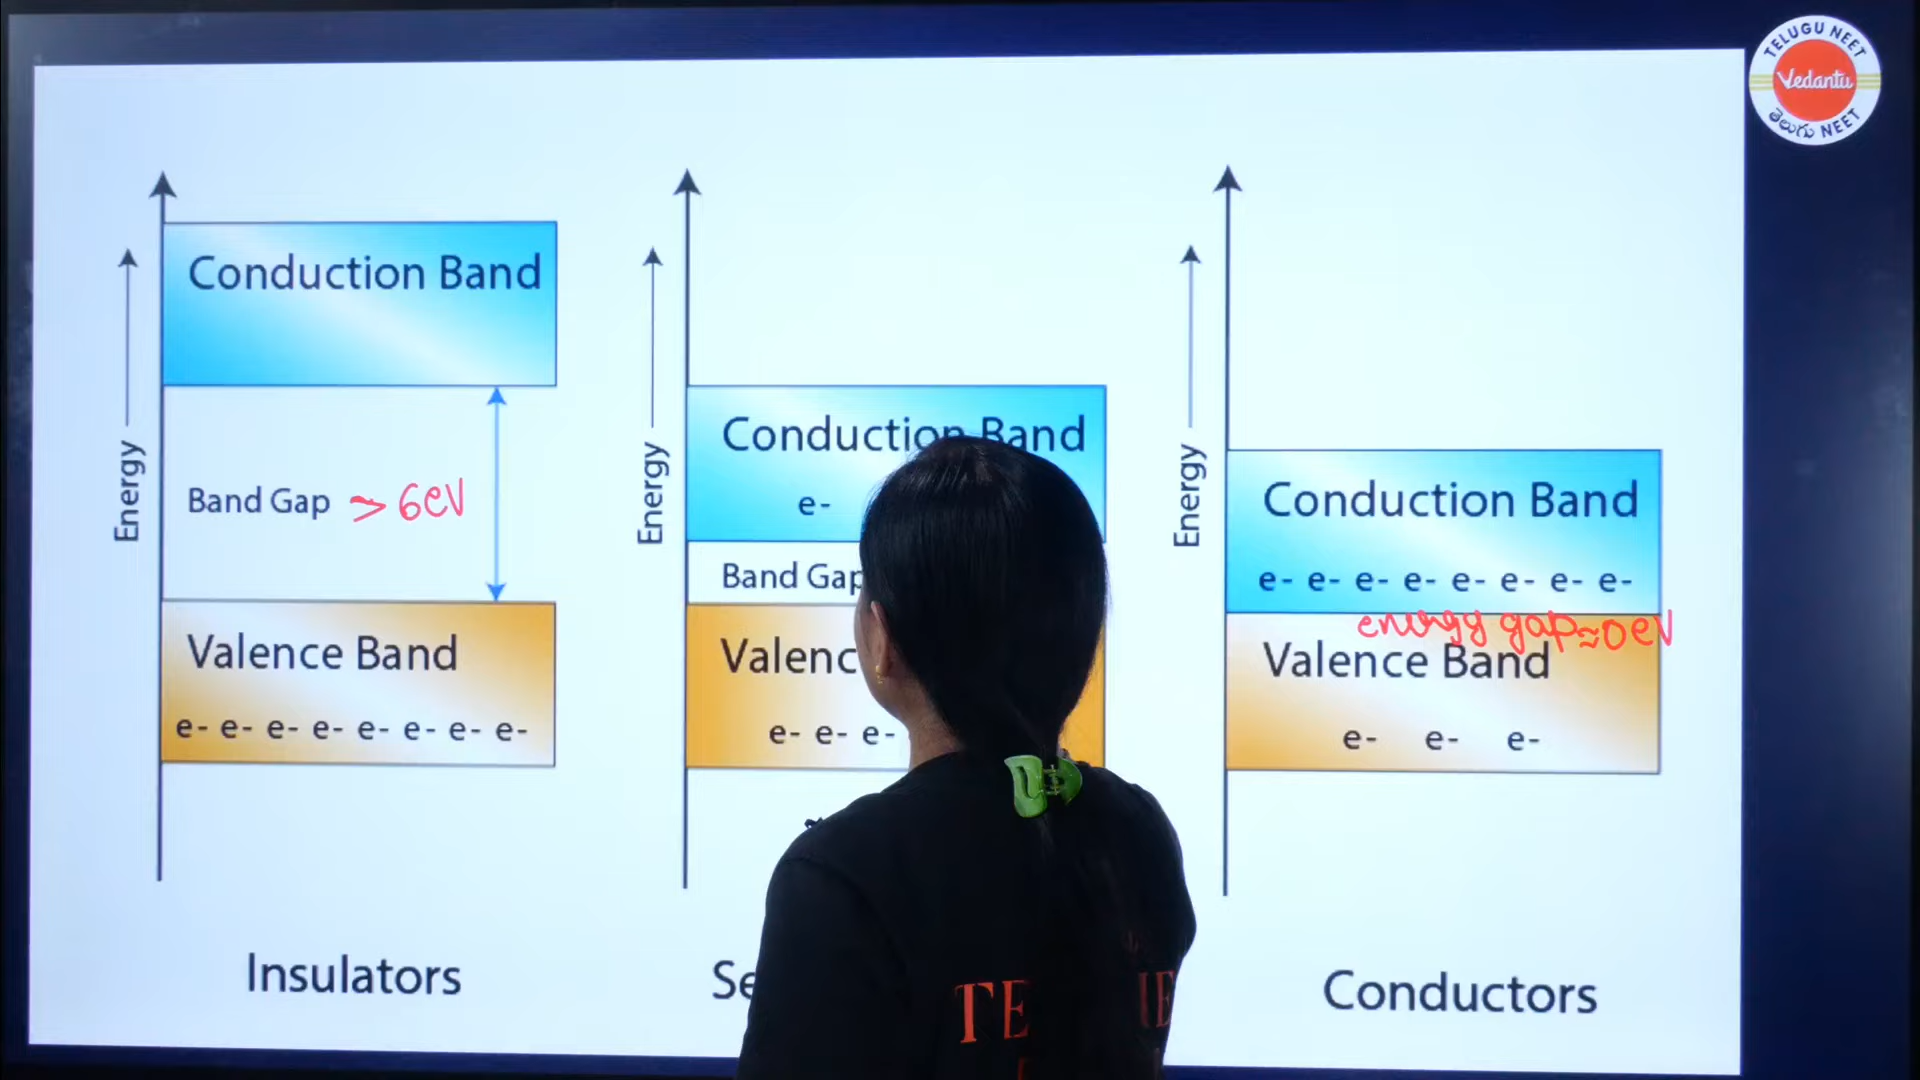 TELUGU NEET
Vedantu
తెలుగు NEET
Conduction Band
Energy
Band Gap > 6eV
Valence Band
e- e- e- e- e- e- e- e-
Insulators
Conduction Band
e-
Energy
Band Gap
Valenc
e- e- e-
Se
Conduction Band
e- e- e- e- e- e- e- e-
Energy
energy gap≈0eV
Valence Band
e- e- e-
Conductors
TE